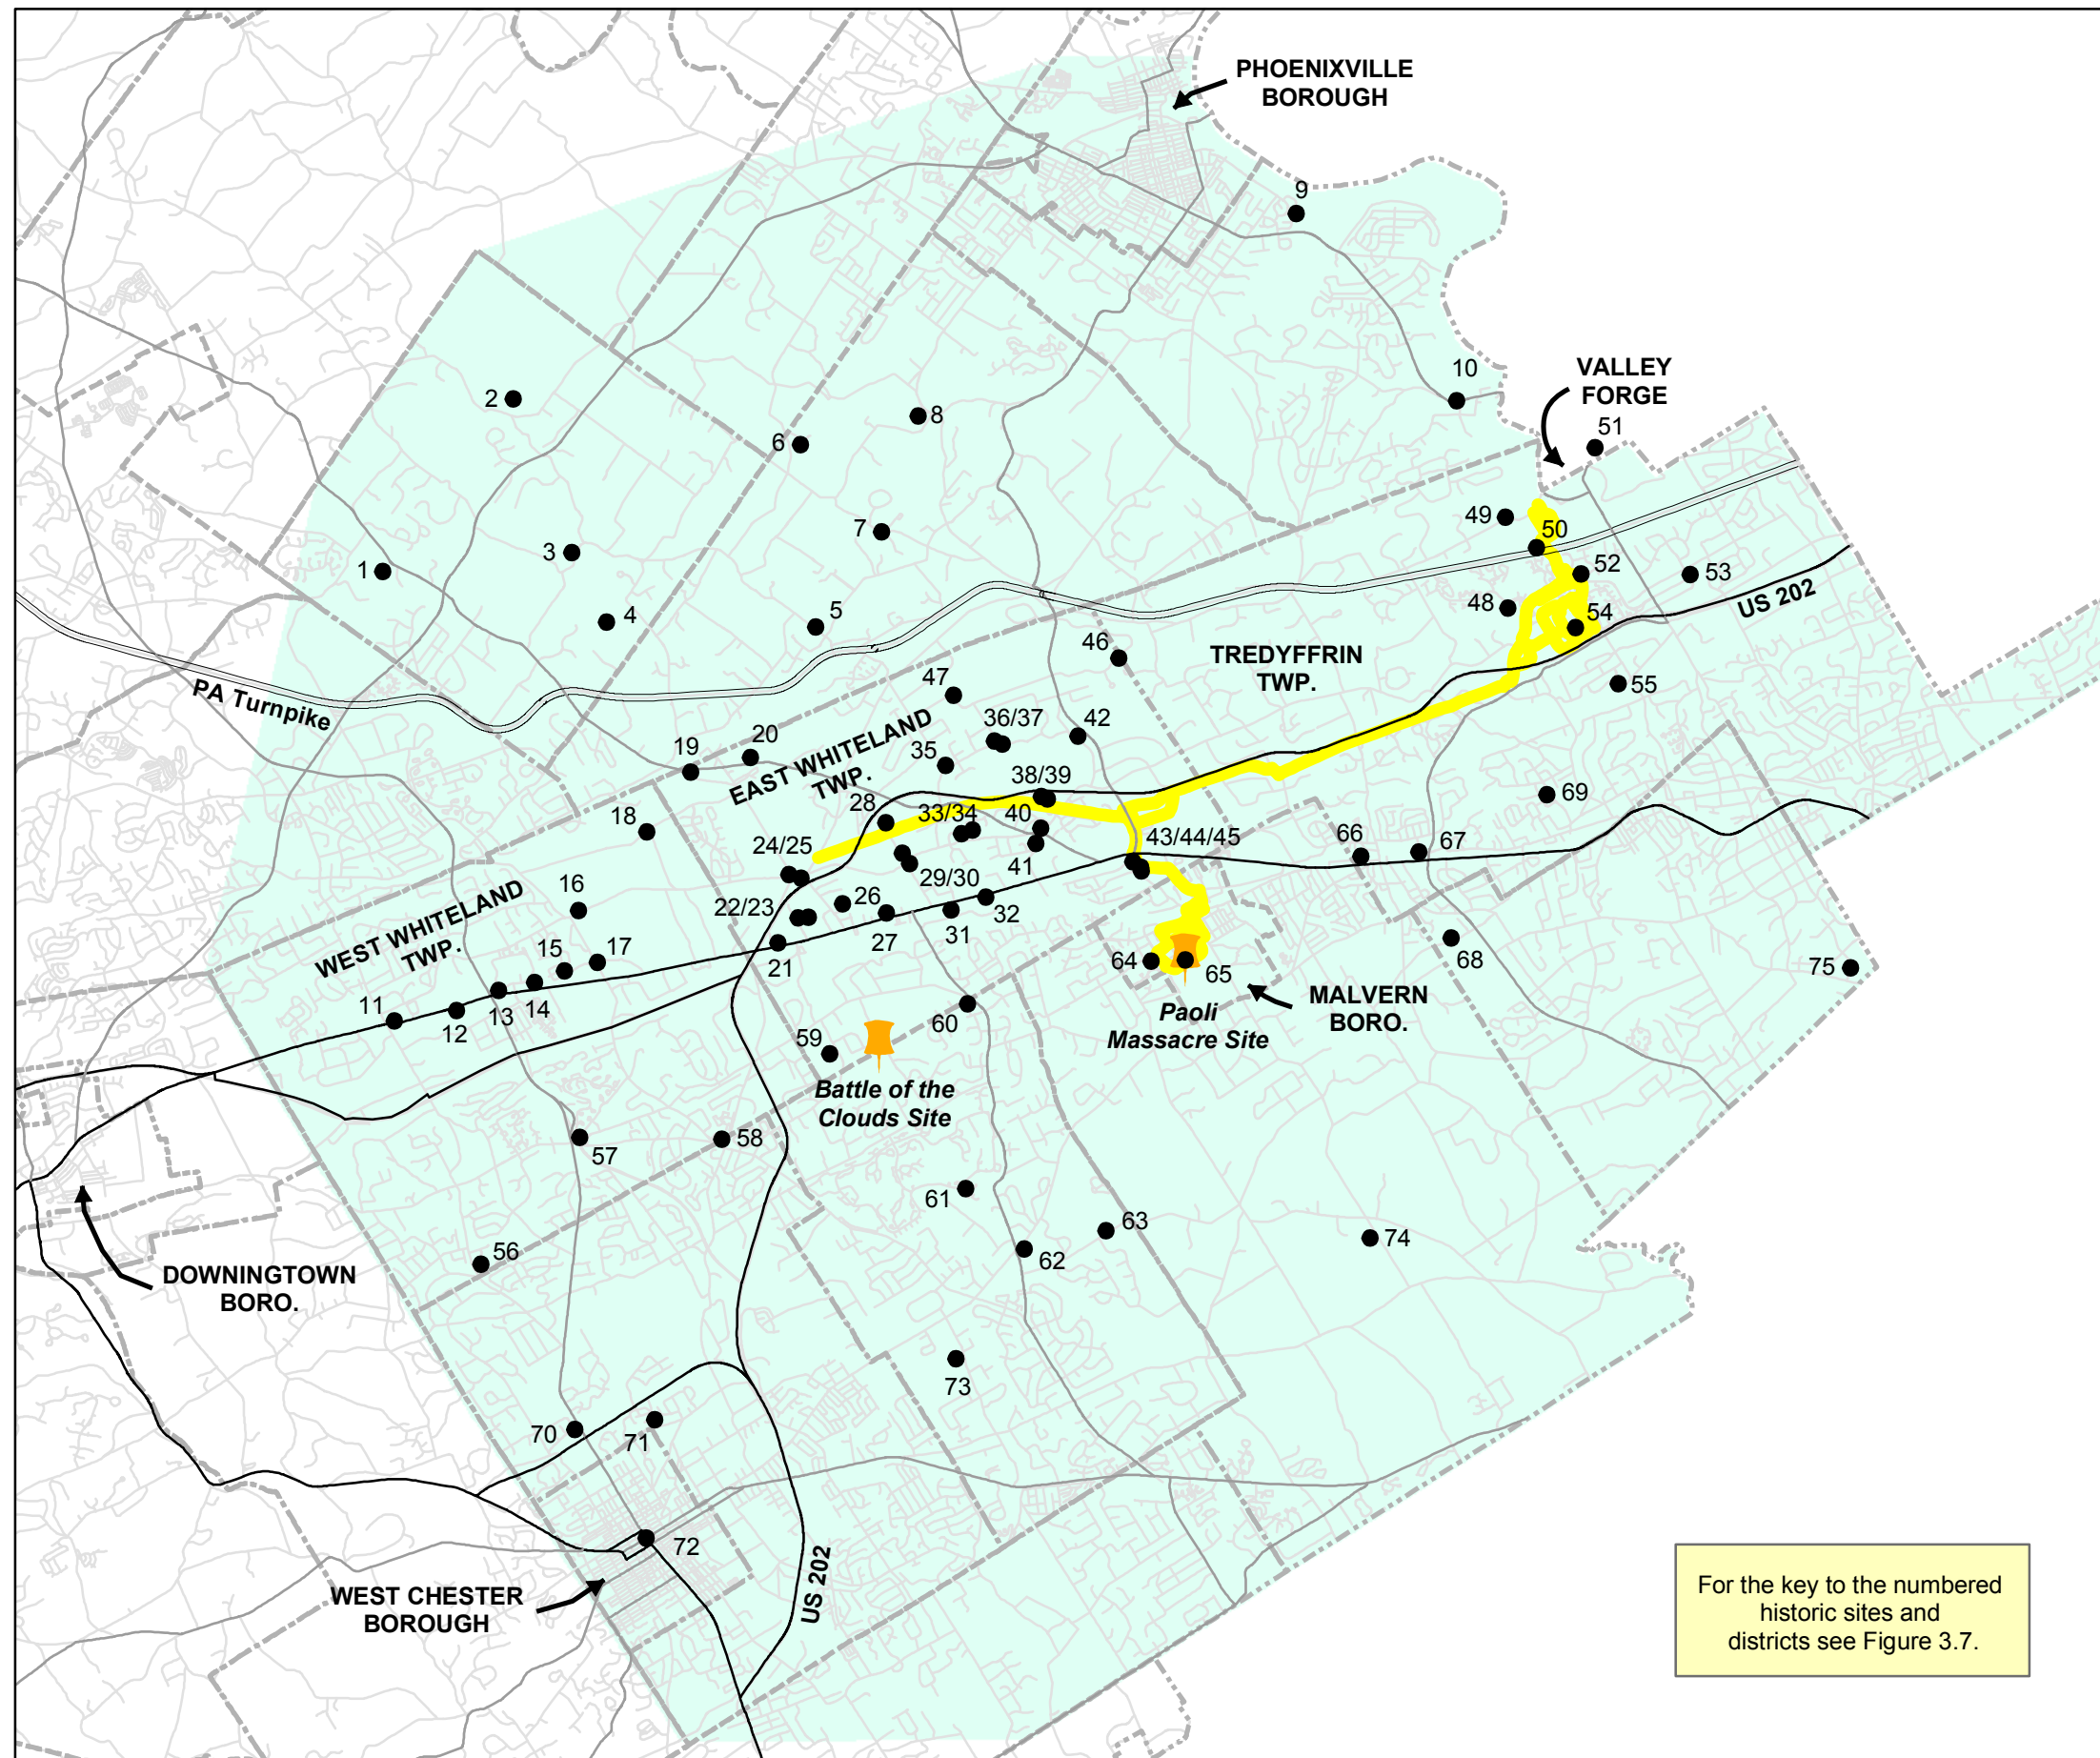 PHOENIXVILLE
BOROUGH
9
VALLEY
FORGE
10
51
2
8
6
49
50
7
3
1
52
53
48
54
US 202
4
5
46
TREDYFFRIN
TWP.
55
PA Turnpike
47
36/37
42
19
20
35
EAST WHITELAND
TWP.
38/39
28
33/34
40
69
18
24/25
43/44/45
66
67
41
29/30
16
22/23
26
32
WEST WHITELAND
TWP.
15
17
27
31
21
68
64
65
75
11
12
13
14
60
MALVERN
BORO.
Paoli
Massacre Site
59
Battle of the
Clouds Site
57
58
61
63
62
74
56
DOWNINGTOWN
BORO.
73
70
71
72
US 202
WEST CHESTER
BOROUGH
For the key to the numbered
historic sites and
districts see Figure 3.7.